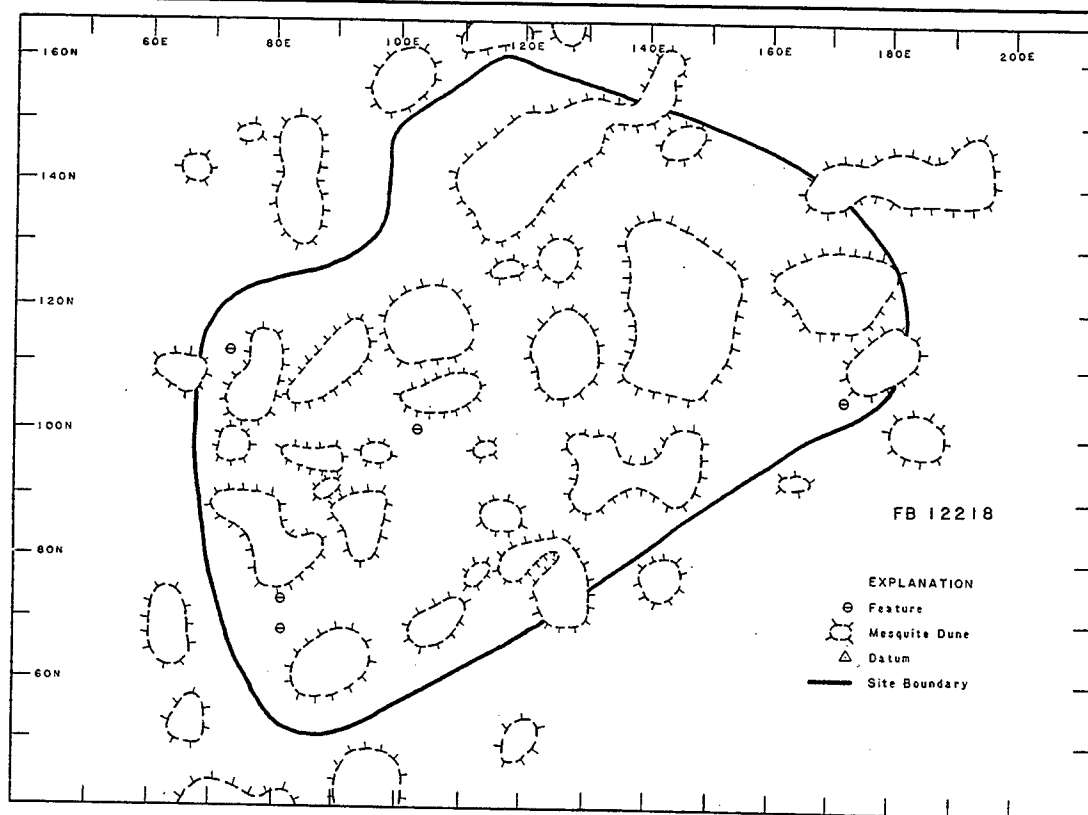 160N
60E
80E
100E
120E
140E
160E
180E
200E
140N
120N
100N
80N
60N
FB 12218
EXPLANATION
Feature
Mesquite Dune
Datum
Site Boundary